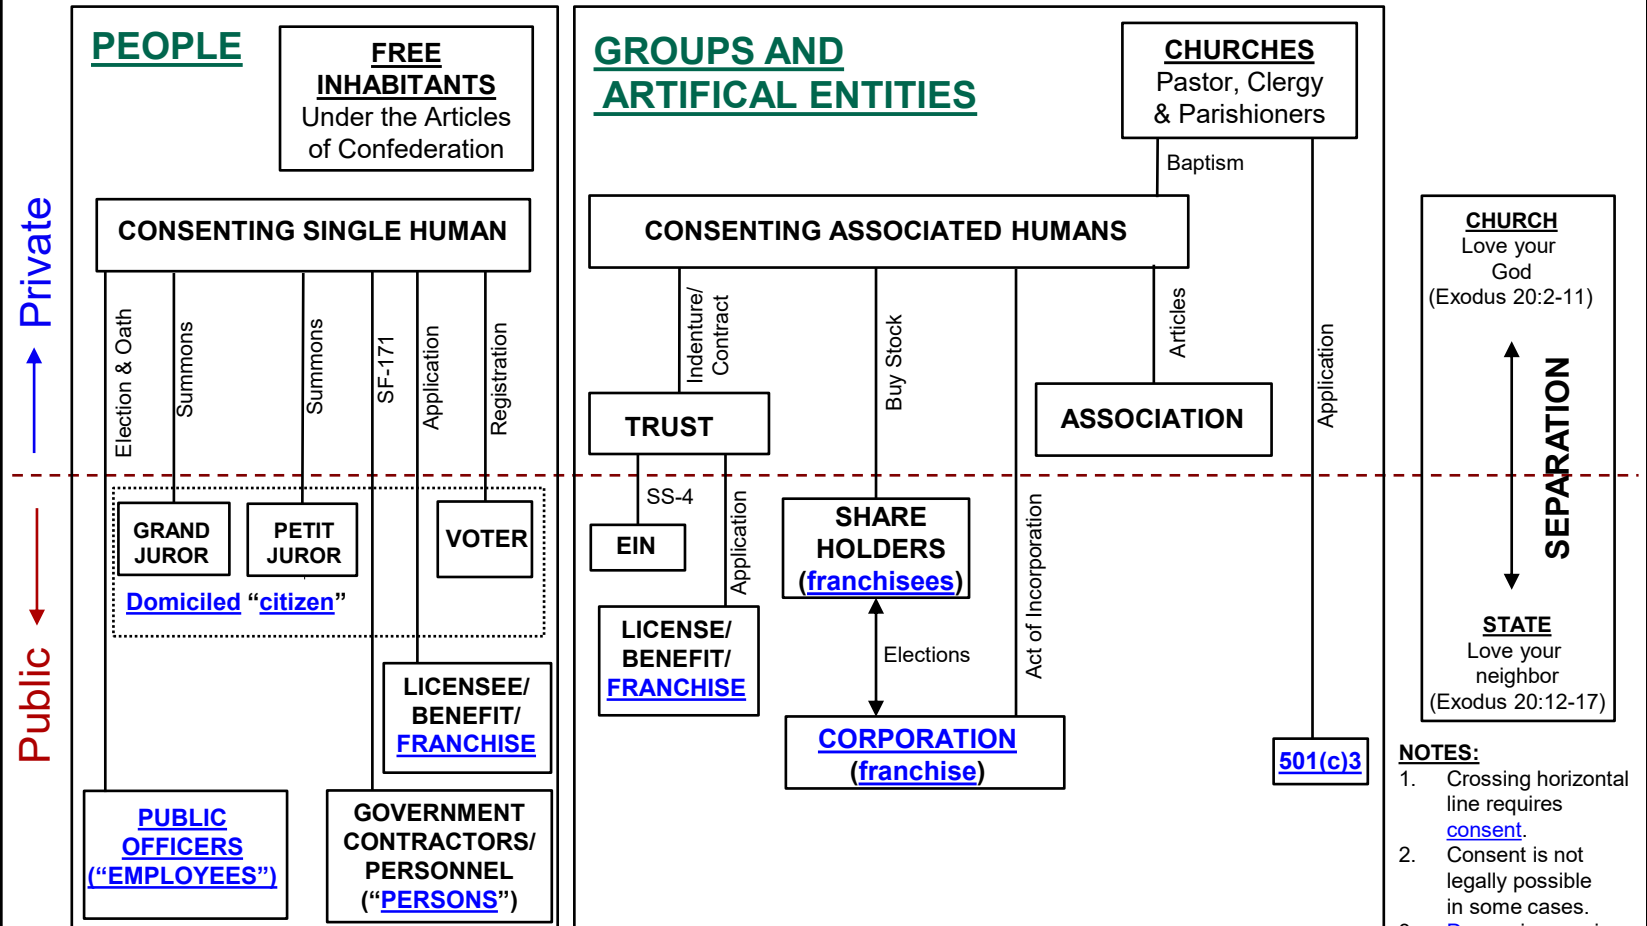 PEOPLE
FREE
INHABITANTS
Under the Articles
of Confederation
GROUPS AND
ARTIFICAL ENTITIES
CHURCHES
Pastor, Clergy
& Parishioners
Baptism
Private
Public
CONSENTING SINGLE HUMAN
Election & Oath
Summons
Summons
SF-171
Application
Registration
GRAND
JUROR
PETIT
JUROR
VOTER
Domiciled “citizen”
LICENSEE/
BENEFIT/
FRANCHISE
PUBLIC
OFFICERS
(“EMPLOYEES”)
GOVERNMENT
CONTRACTORS/
PERSONNEL
(“PERSONS”)
CONSENTING ASSOCIATED HUMANS
Indenture/
Contract
Buy Stock
Articles
Application
TRUST
ASSOCIATION
SS-4
Application
EIN
LICENSE/
BENEFIT/
FRANCHISE
SHARE
HOLDERS
(franchisees)
Elections
Act of Incorporation
CORPORATION
(franchise)
501(c)3
CHURCH
Love your
God
(Exodus 20:2-11)
SEPARATION
STATE
Love your
neighbor
(Exodus 20:12-17)
NOTES:
1. Crossing horizontal
line requires
consent.
2. Consent is not
legally possible
in some cases.